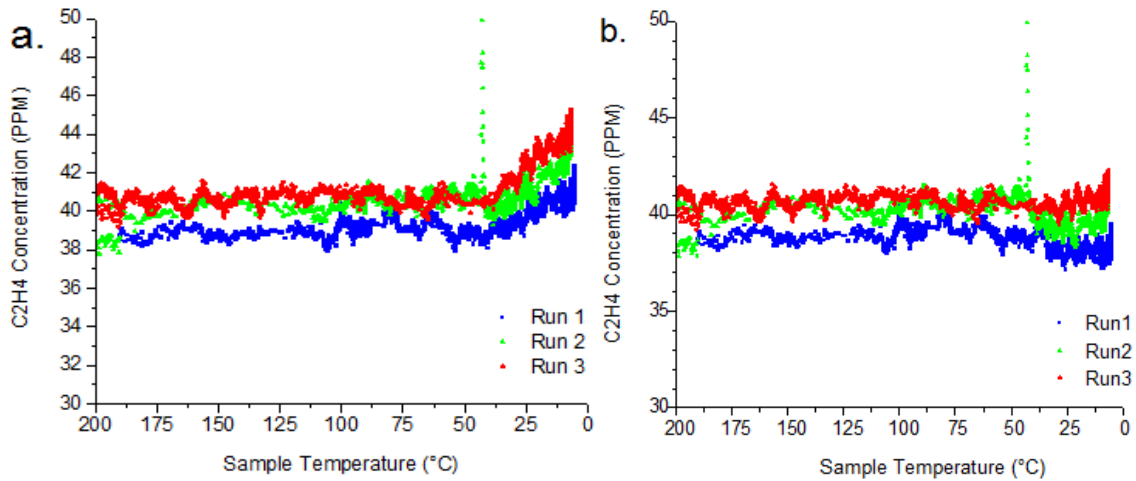 a.
C2H4 Concentration (PPM)
50
48
46
44
42
40
38
36
34
32
30
200 175 150 125 100 75 50 25 0
Sample Temperature (°C)
Run 1
Run 2
Run 3
b.
C2H4 Concentration (PPM)
50
45
40
35
30
200 175 150 125 100 75 50 25 0
Sample Temperature (°C)
Run1
Run2
Run3